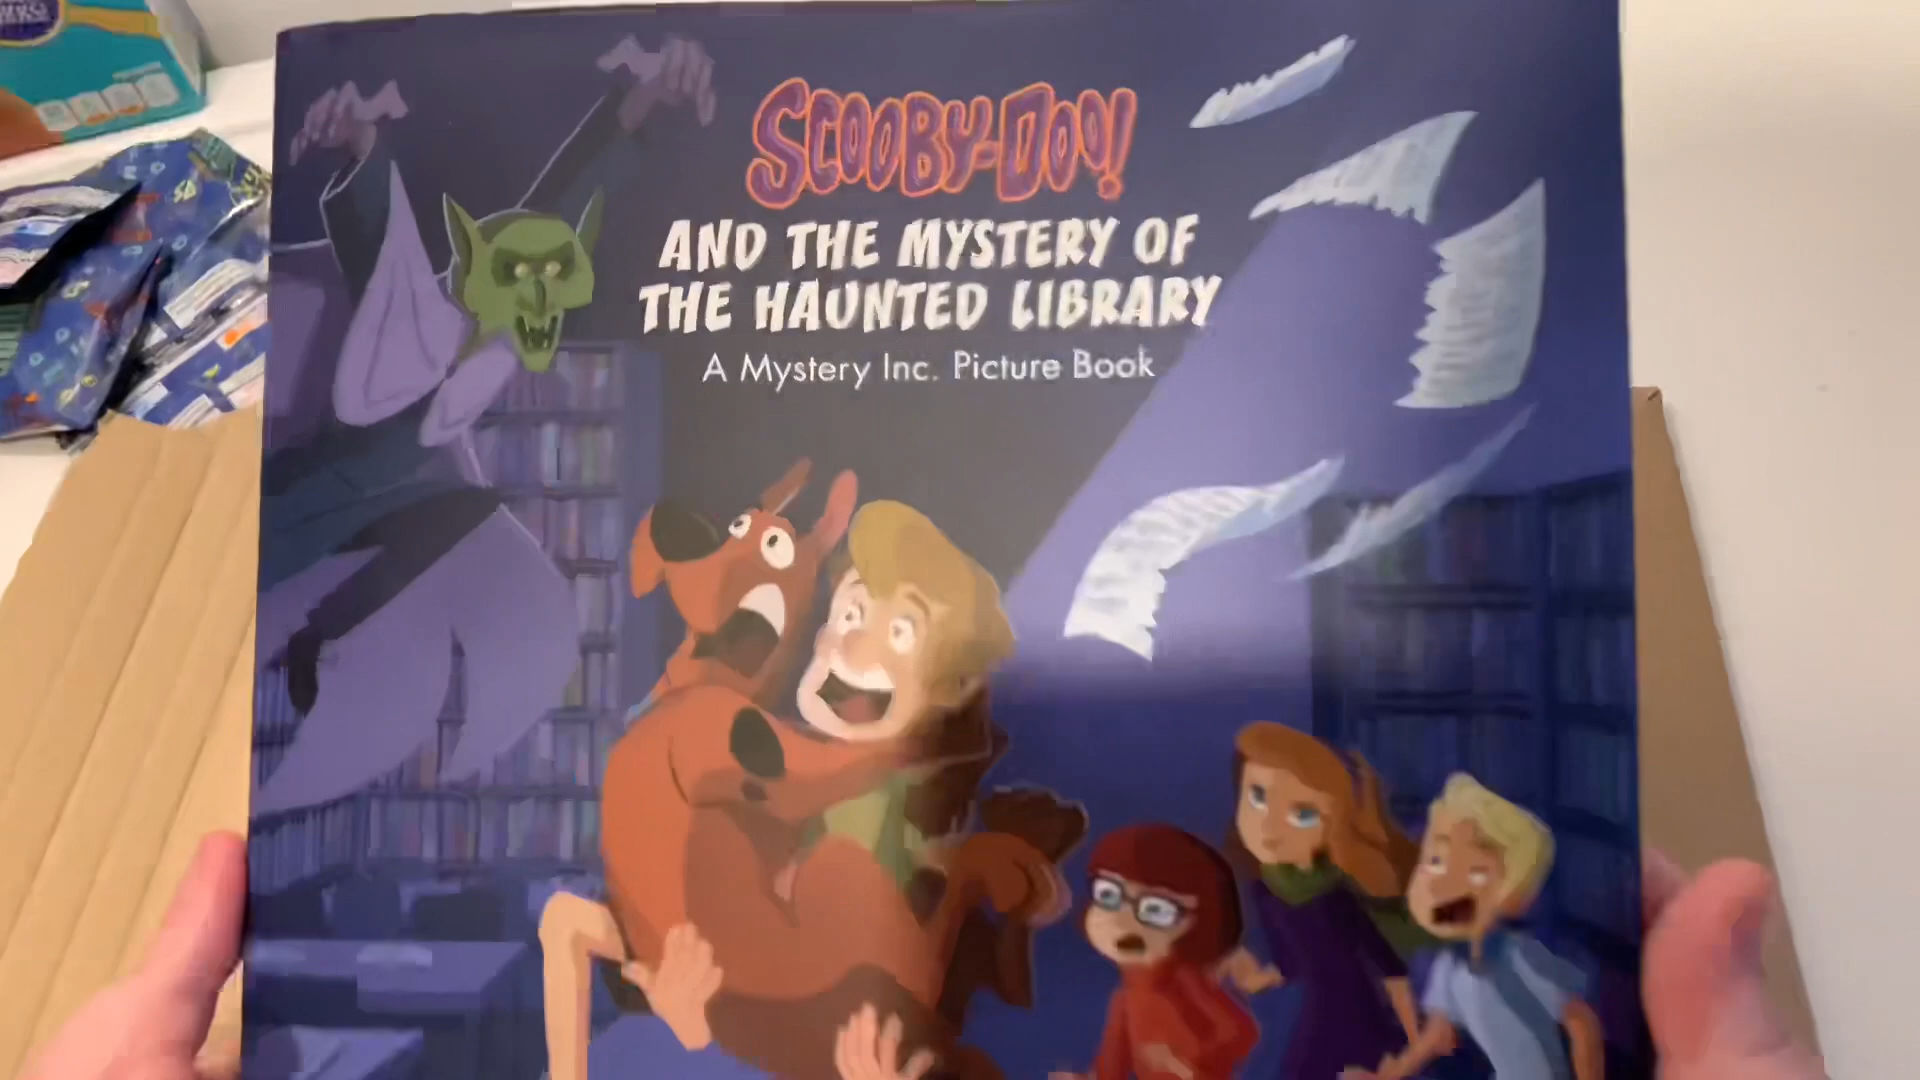 SCOOBY-DOO!
AND THE MYSTERY OF
THE HAUNTED LIBRARY
A Mystery Inc. Picture Book